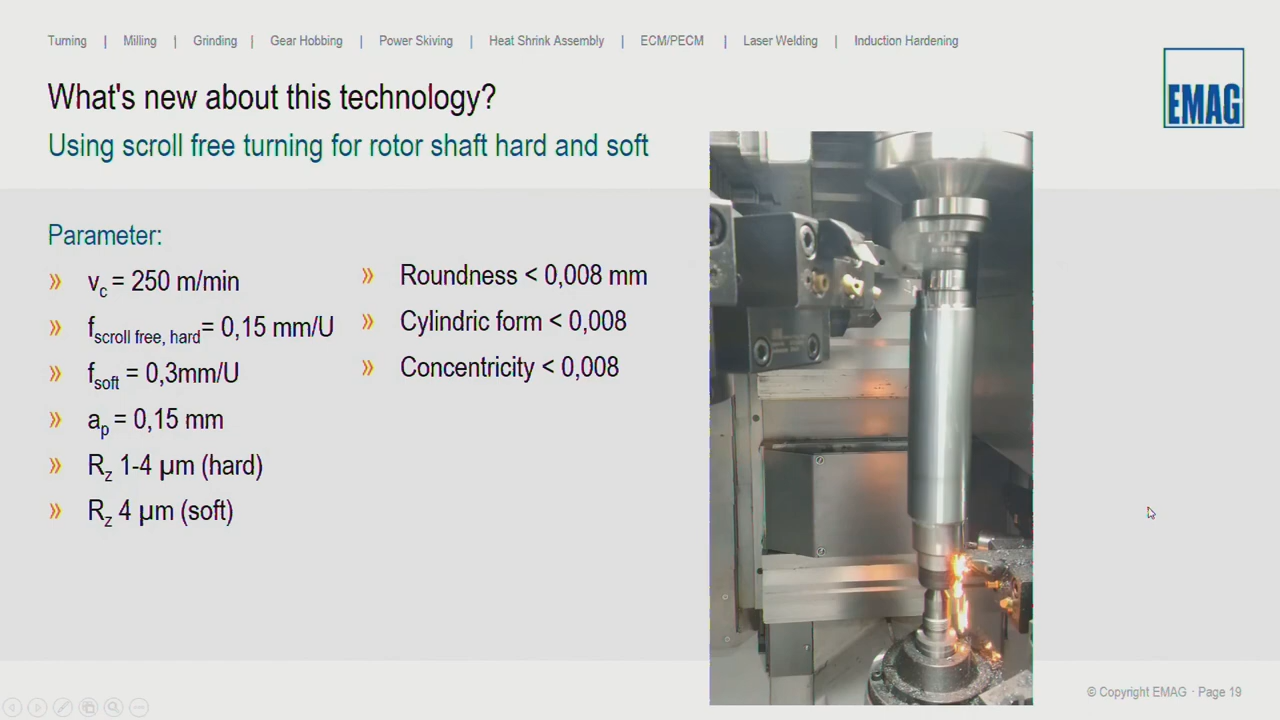 Turning | Milling | Grinding | Gear Hobbing | Power Skiving | Heat Shrink Assembly | ECM/PECM | Laser Welding | Induction Hardening
EMAG
What's new about this technology?
Using scroll free turning for rotor shaft hard and soft
Parameter:
» vc = 250 m/min
» fscroll free, hard= 0,15 mm/U
» fsoft = 0,3mm/U
» ap = 0,15 mm
» Rz 1-4 µm (hard)
» Rz 4 µm (soft)
» Roundness < 0,008 mm
» Cylindric form < 0,008
» Concentricity < 0,008
© Copyright EMAG · Page 19